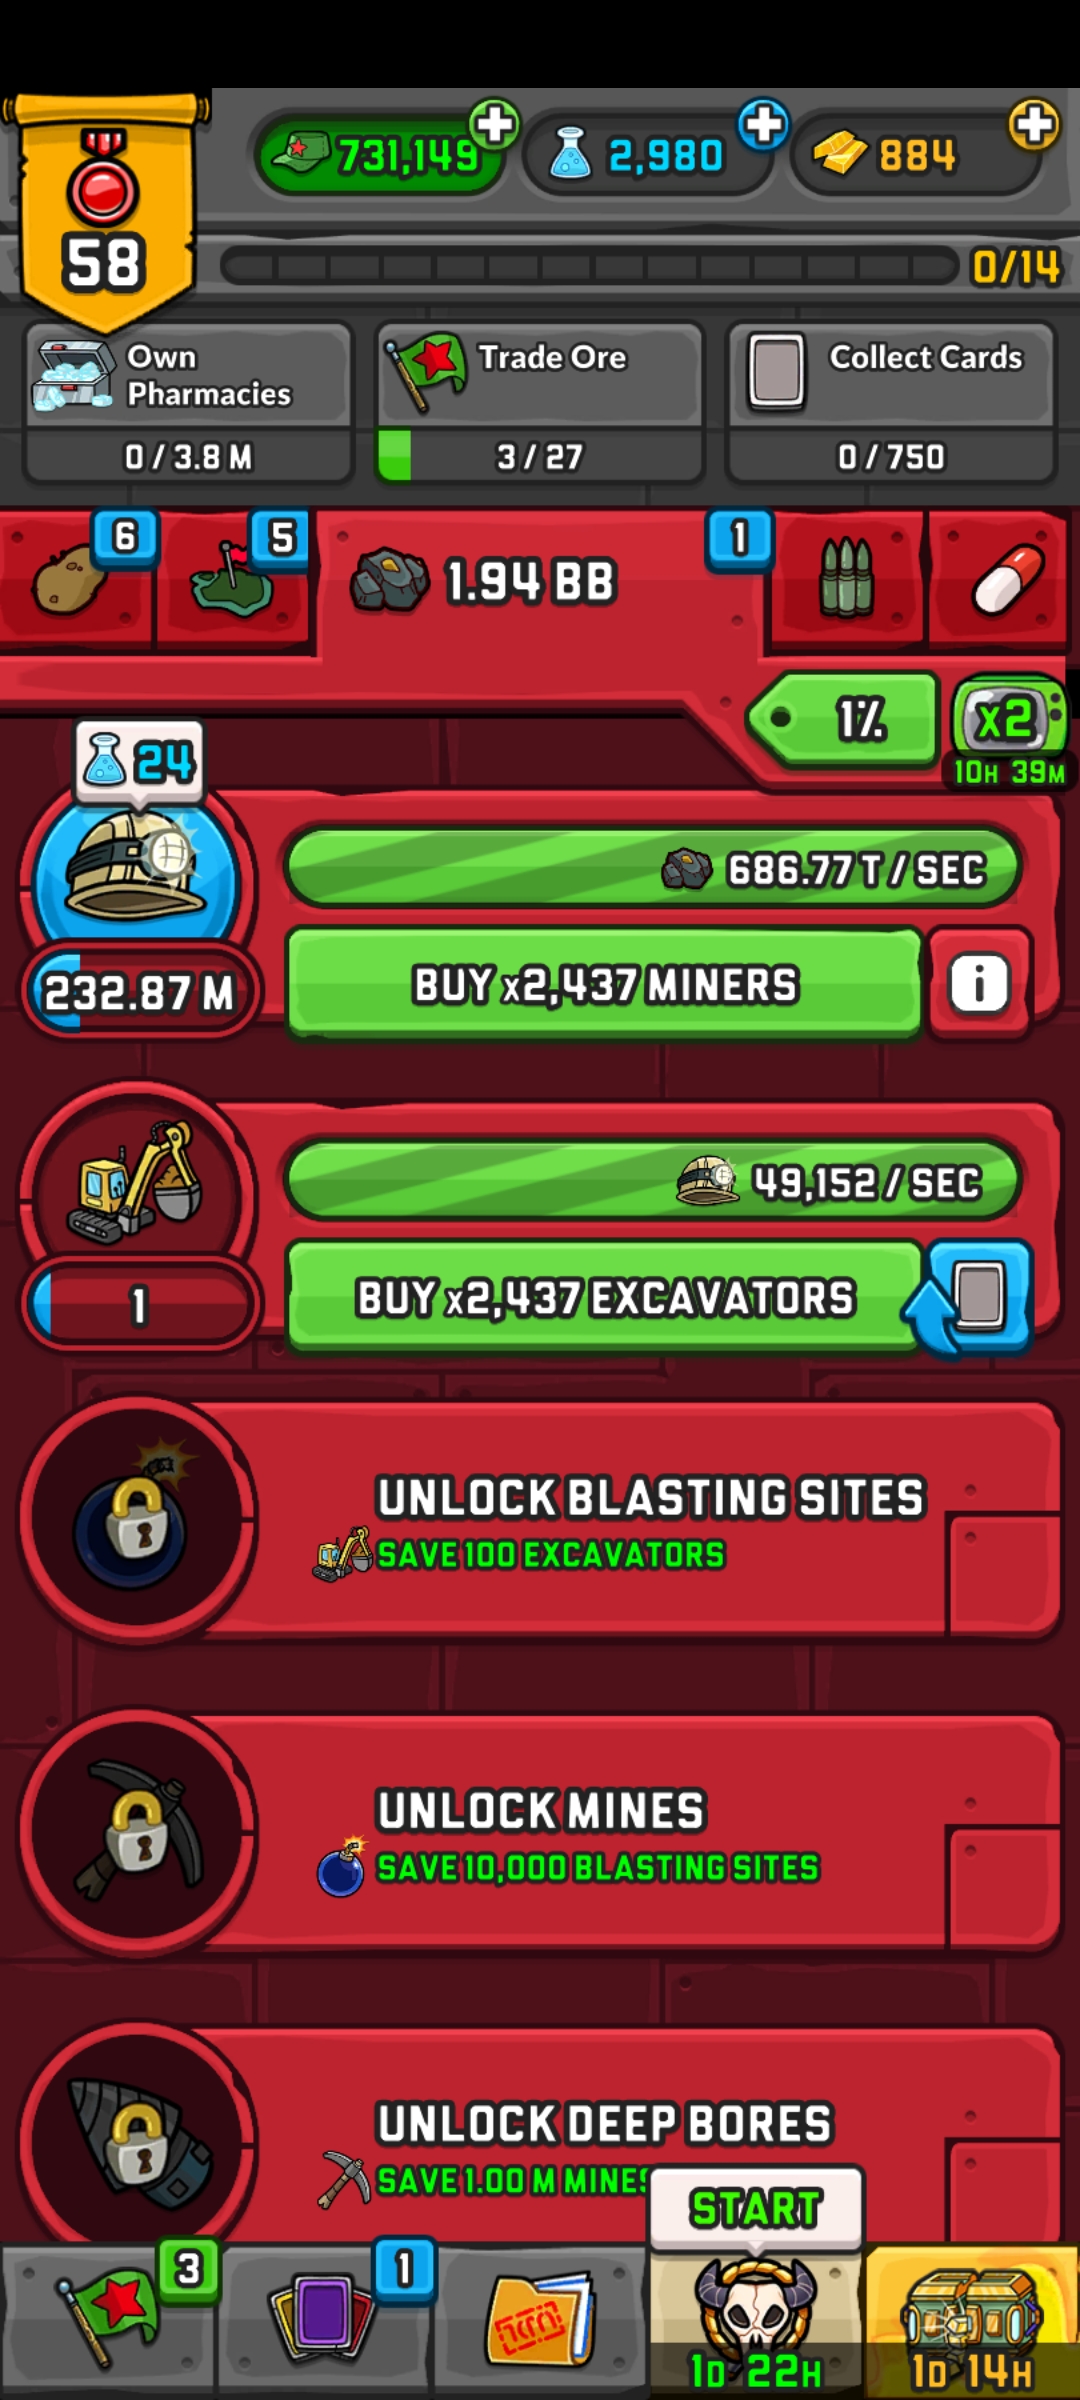 58
731,149
2,980
884
0/14
Own
Pharmacies
0 / 3.8 M
Trade Ore
3 / 27
Collect Cards
0 / 750
6
5
1.94 BB
1
1%
x2
10H 39M
24
686.77 T / SEC
232.87 M
BUY x2,437 MINERS
i
49,152 / SEC
1
BUY x2,437 EXCAVATORS
UNLOCK BLASTING SITES
SAVE 100 EXCAVATORS
UNLOCK MINES
SAVE 10,000 BLASTING SITES
UNLOCK DEEP BORES
SAVE 1.00 M MINES
START
3
1
1D 22H
1D 14H